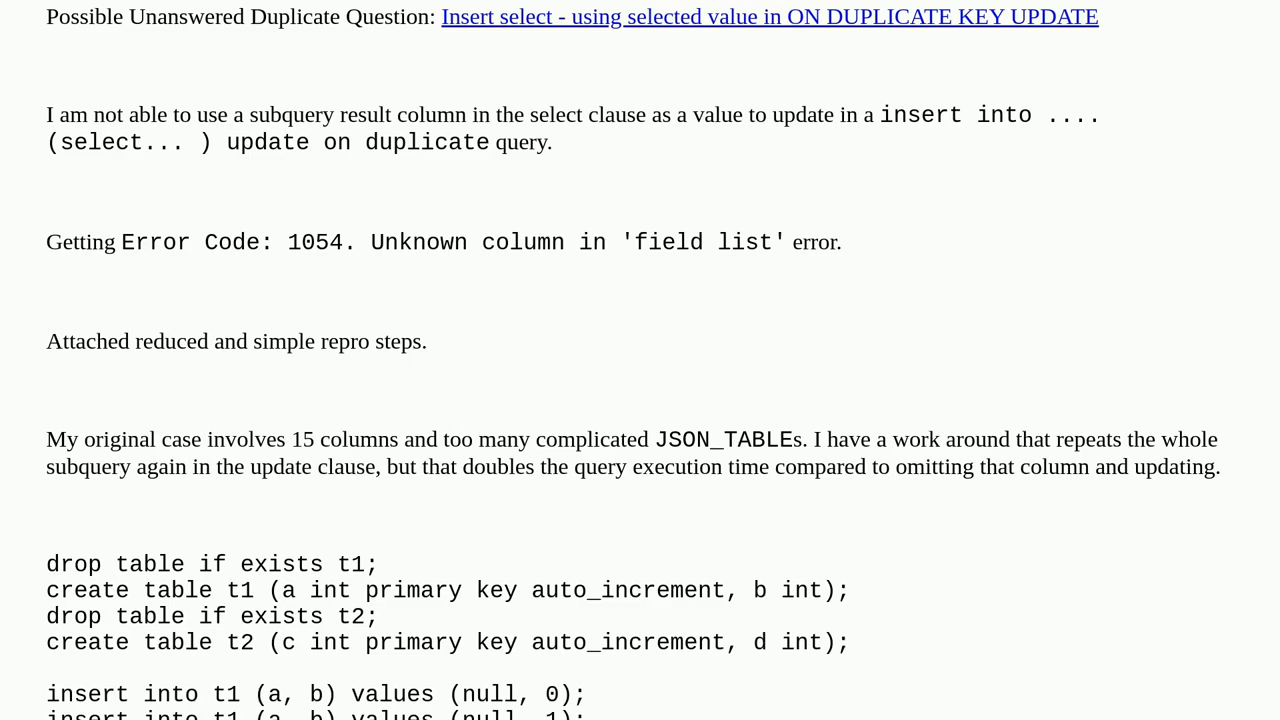 Possible Unanswered Duplicate Question: Insert select - using selected value in ON DUPLICATE KEY UPDATE
I am not able to use a subquery result column in the select clause as a value to update in a insert into ....
(select... ) update on duplicate query.
Getting Error Code: 1054. Unknown column in 'field list' error.
Attached reduced and simple repro steps.
My original case involves 15 columns and too many complicated JSON_TABLEs. I have a work around that repeats the whole
subquery again in the update clause, but that doubles the query execution time compared to omitting that column and updating.
drop table if exists t1;
create table t1 (a int primary key auto_increment, b int);
drop table if exists t2;
create table t2 (c int primary key auto_increment, d int);
insert into t1 (a, b) values (null, 0);
insert into t1 (a, b) values (null, 1);